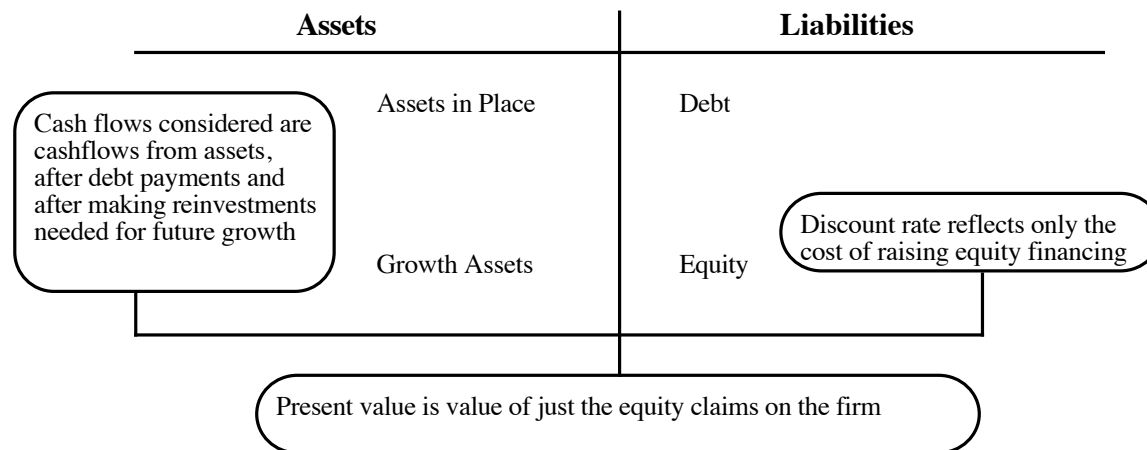 Assets
Liabilities
Assets in Place
Debt
Cash flows considered are
cashflows from assets,
after debt payments and
after making reinvestments
needed for future growth
Growth Assets
Equity
Discount rate reflects only the
cost of raising equity financing
Present value is value of just the equity claims on the firm